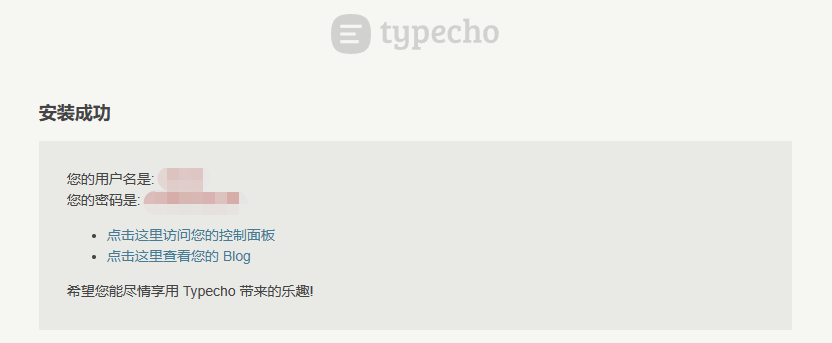 typecho
安装成功
您的用户名是:
您的密码是:
点击这里访问您的控制面板
点击这里查看您的 Blog
希望您能尽情享用 Typecho 带来的乐趣!